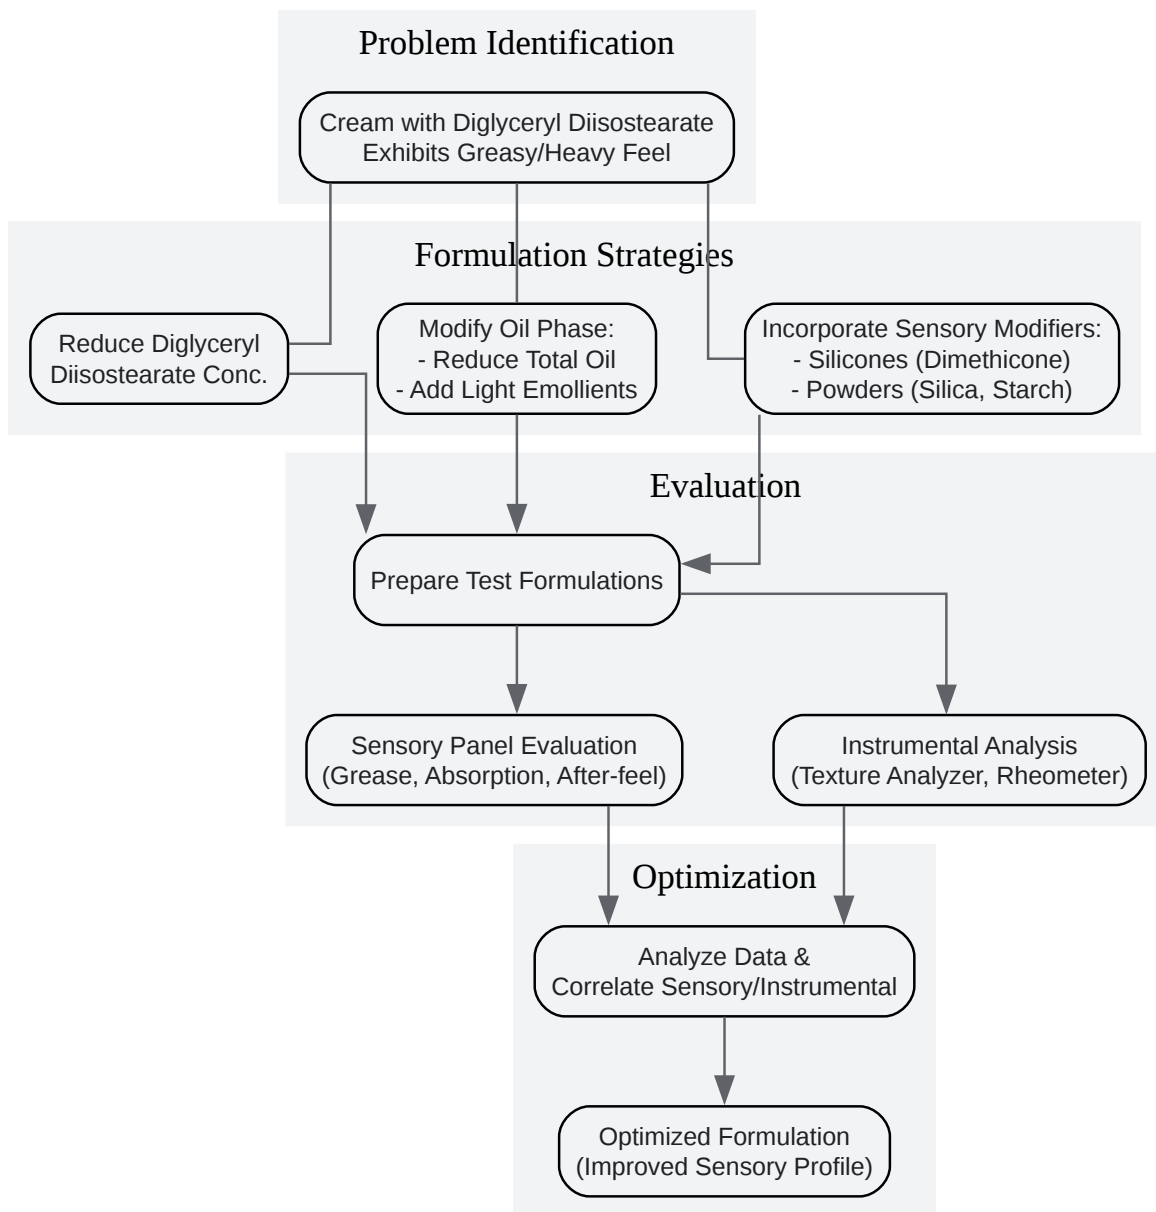 Problem Identification
Cream with Diglyceryl Diisostearate
Exhibits Greasy/Heavy Feel
Formulation Strategies
Reduce Diglyceryl
Diisostearate Conc.
Modify Oil Phase:
- Reduce Total Oil
- Add Light Emollients
Incorporate Sensory Modifiers:
- Silicones (Dimethicone)
- Powders (Silica, Starch)
Evaluation
Prepare Test Formulations
Sensory Panel Evaluation
(Grease, Absorption, After-feel)
Instrumental Analysis
(Texture Analyzer, Rheometer)
Optimization
Analyze Data &
Correlate Sensory/Instrumental
Optimized Formulation
(Improved Sensory Profile)